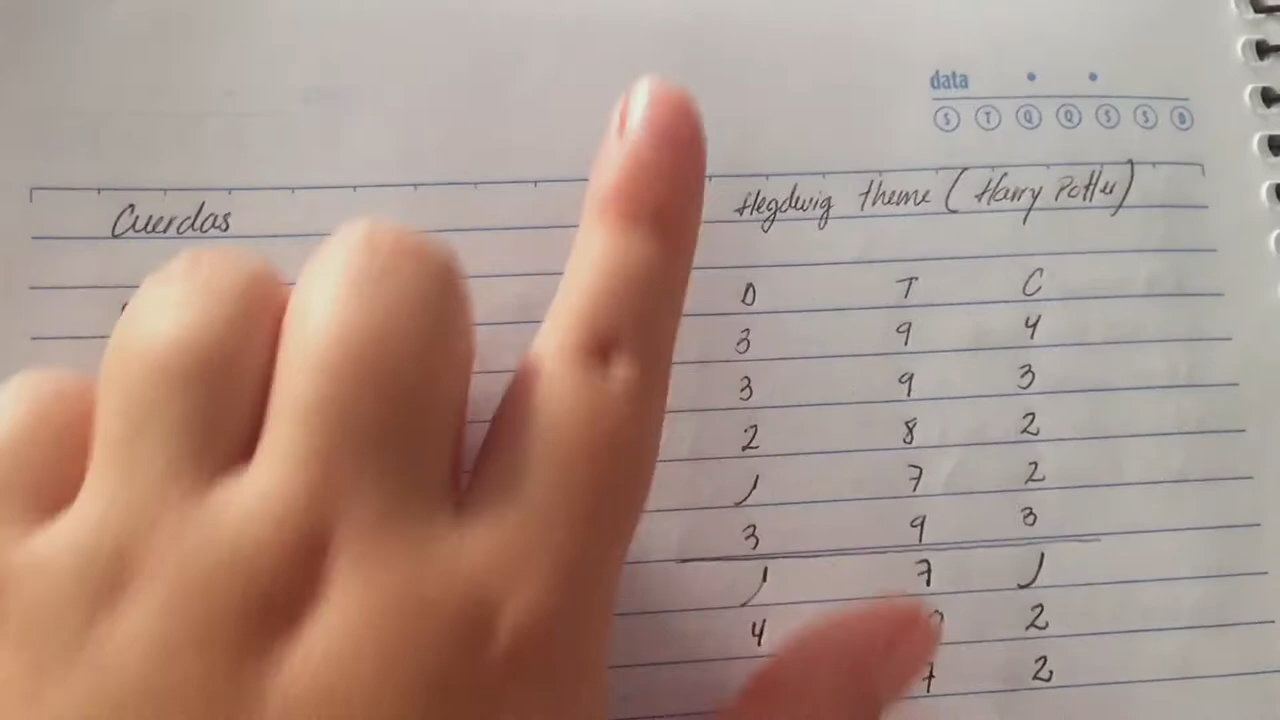 data
S T Q Q S S D
Cuerdas
Hegdwig theme (Harry Potter)
D T C
3 9 4
3 9 3
2 8 2
1 7 2
3 9 3
1 7 1
4 2
7 2